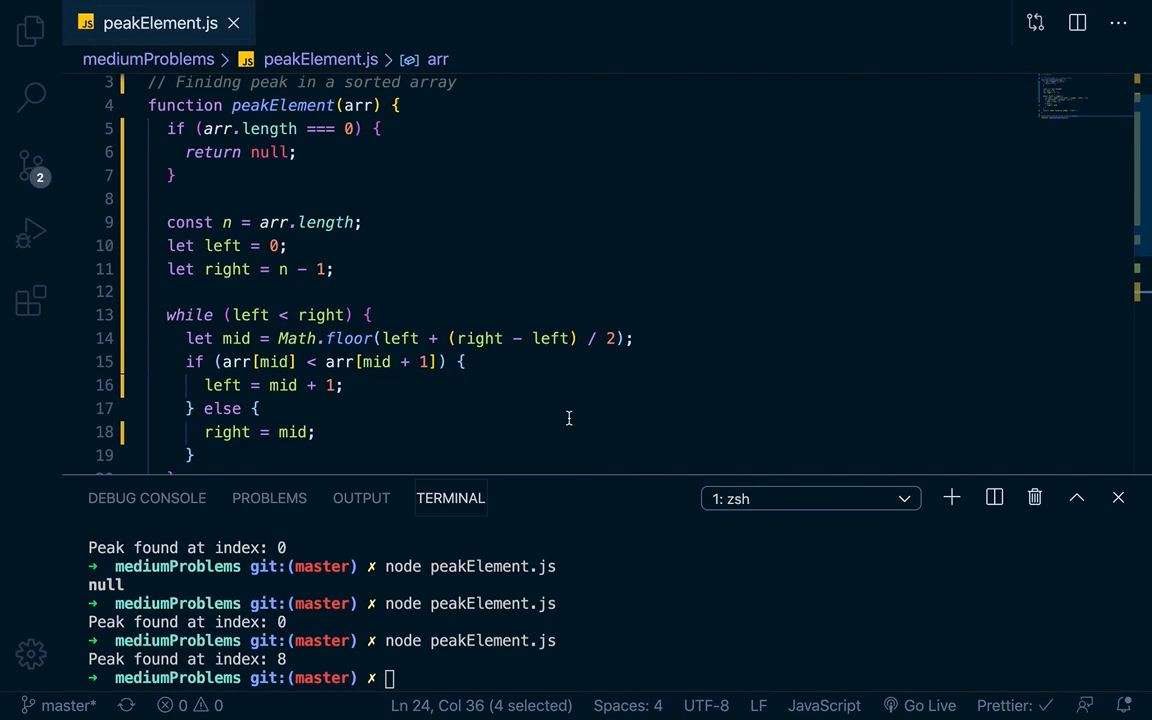 JS peakElement.js
mediumProblems > JS peakElement.js > arr
3 // Finidng peak in a sorted array
4 function peakElement(arr) {
5 if (arr.length === 0) {
6 return null;
7 }
8
9 const n = arr.length;
10 let left = 0;
11 let right = n - 1;
12
13 while (left < right) {
14 let mid = Math.floor(left + (right - left) / 2);
15 if (arr[mid] < arr[mid + 1]) {
16 left = mid + 1;
2
17 } else {
18 right = mid;
19 }
DEBUG CONSOLE PROBLEMS OUTPUT TERMINAL 1: zsh
Peak found at index: 0
→ mediumProblems git:(master) ✗ node peakElement.js
null
→ mediumProblems git:(master) ✗ node peakElement.js
Peak found at index: 0
→ mediumProblems git:(master) ✗ node peakElement.js
Peak found at index: 8
→ mediumProblems git:(master) ✗
master* 0 0 Ln 24, Col 36 (4 selected) Spaces: 4 UTF-8 LF JavaScript Go Live Prettier: ✓